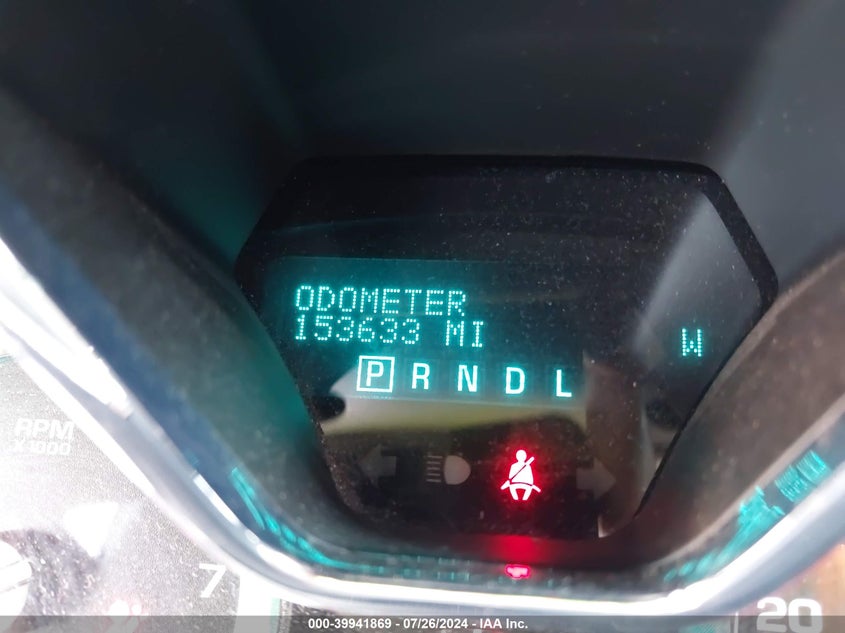 ODOMETER
153633 MI
W
P R N D L
RPM
X1000
7
20
000-39941869 / 07/26/2024 - IAA Inc.